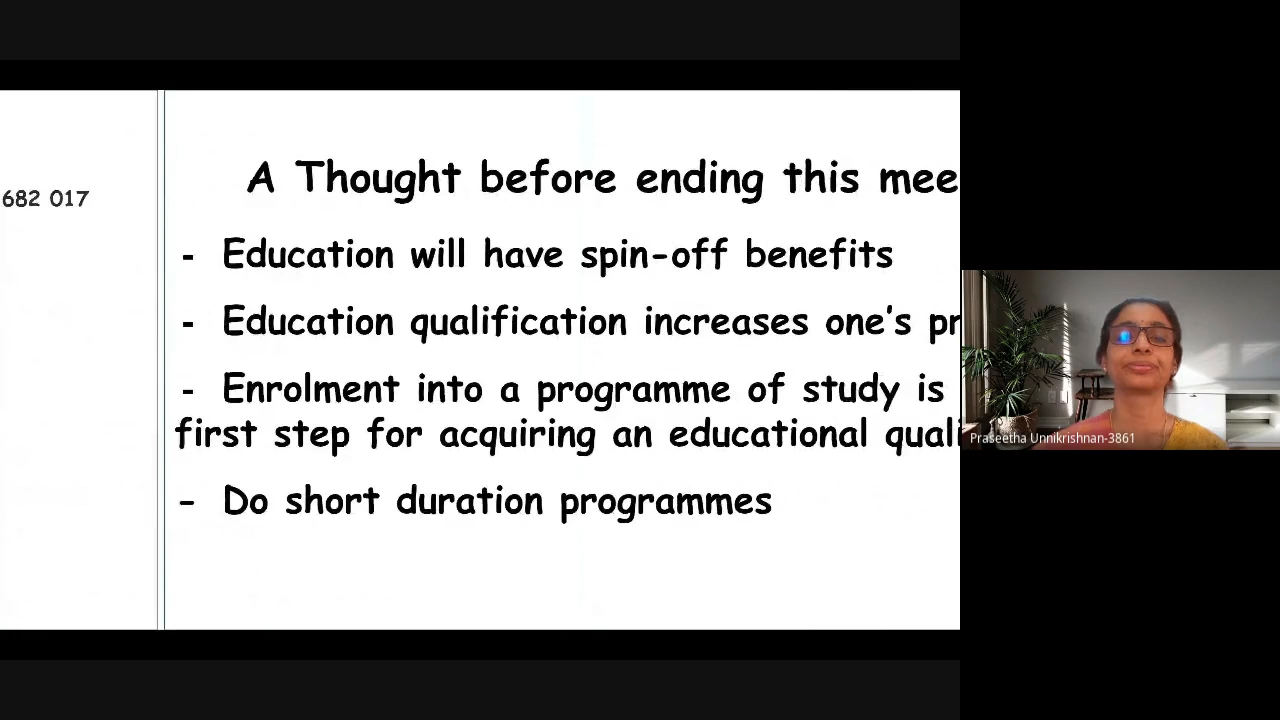 682 017
A Thought before ending this mee
- Education will have spin-off benefits
- Education qualification increases one's pr
- Enrolment into a programme of study is
first step for acquiring an educational quali
- Do short duration programmes
Praseetha Unnikrishnan-3861